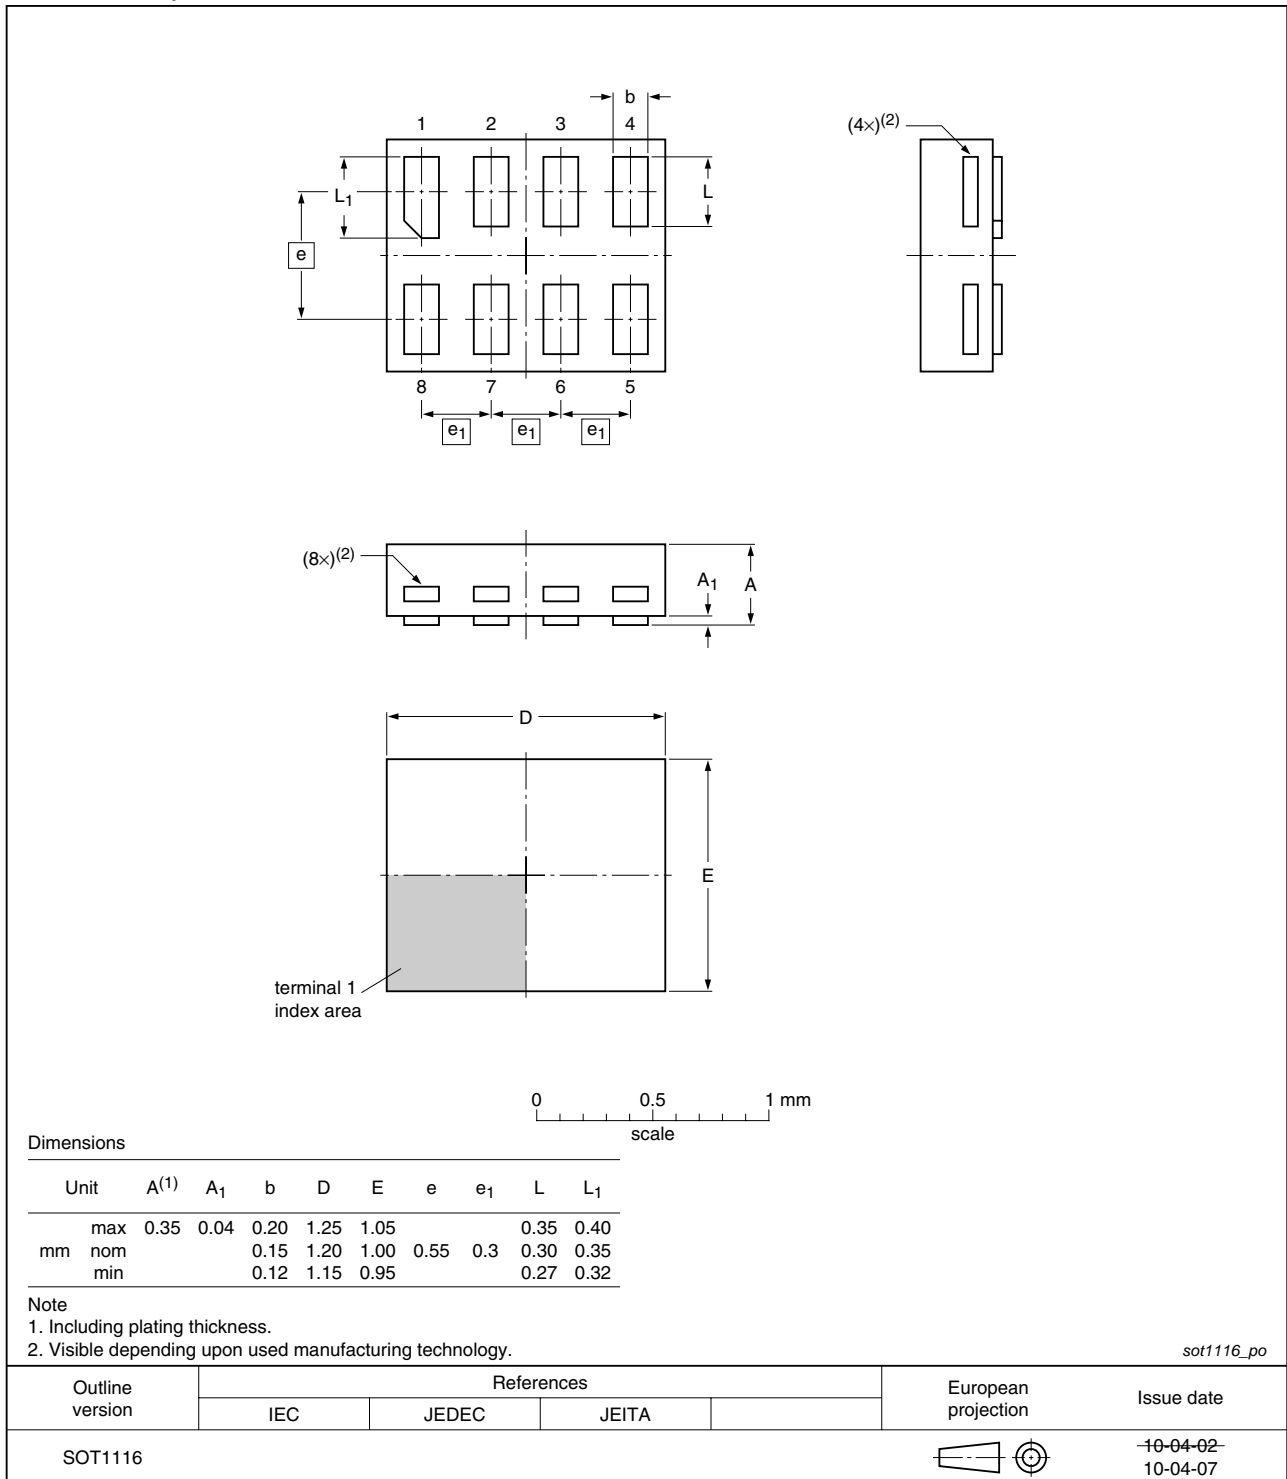 b
1 2 3 4
(4×)(2)
L1
L
e
8 7 6 5
e1 e1 e1
(8×)(2)
A1 A
D
E
terminal 1
index area
0 0.5 1 mm
scale
Dimensions
Unit A(1) A1 b D E e e1 L L1
max 0.35 0.04 0.20 1.25 1.05 0.35 0.40
mm nom 0.15 1.20 1.00 0.55 0.3 0.30 0.35
min 0.12 1.15 0.95 0.27 0.32
Note
1. Including plating thickness.
2. Visible depending upon used manufacturing technology.
sot1116_po
Outline
version
References
IEC JEDEC JEITA
European
projection
Issue date
SOT1116
10-04-02
10-04-07